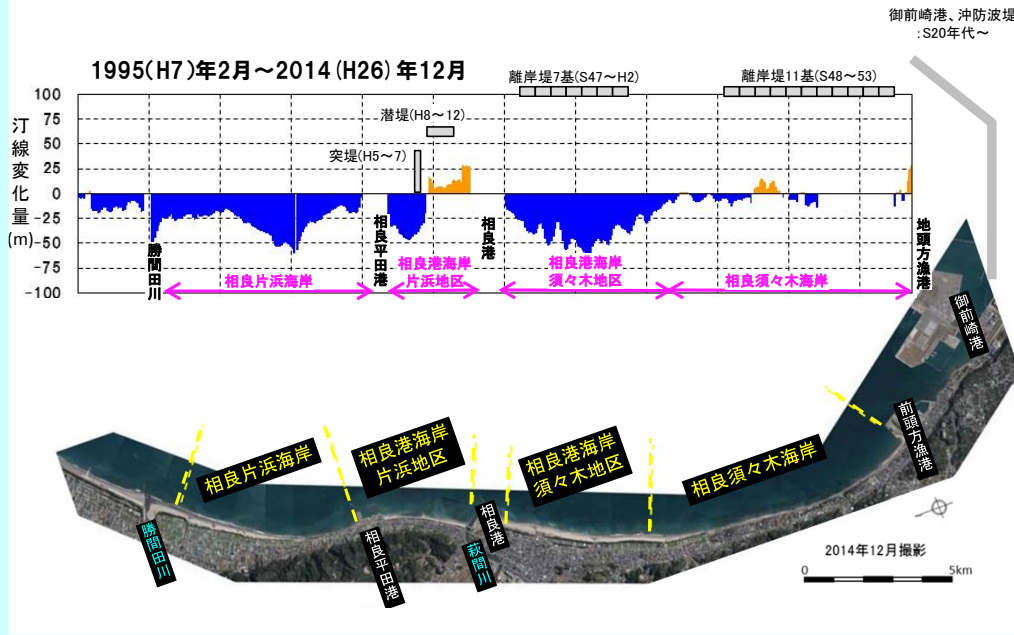 御前崎港、沖防波堤
：S20年代～
1995(H7)年2月～2014(H26)年12月
離岸堤7基(S47～H2)
離岸堤11基(S48～53)
潜堤(H8～12)
突堤(H5～7)
汀線変化量(m)
100
75
50
25
0
-25
-50
-75
-100
勝間田川
相良片浜海岸
相良平田港
相良港海岸
片浜地区
相良港
相良港海岸
須々木地区
相良須々木海岸
地頭方漁港
御前崎港
前頭方漁港
相良片浜海岸
相良港海岸
片浜地区
相良港海岸
須々木地区
相良須々木海岸
勝間田川
相良平田港
萩間川
相良港
2014年12月撮影
0 5km